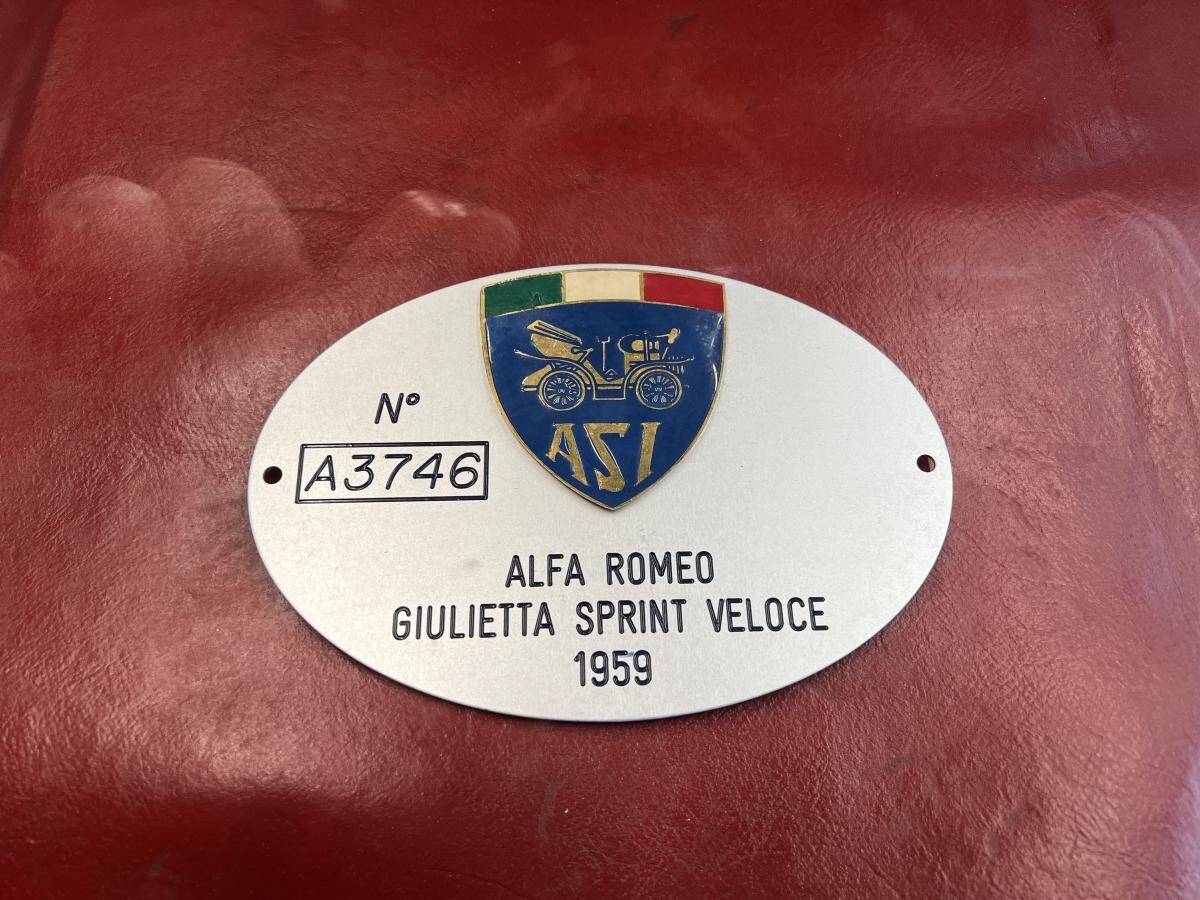 ASI
N°
A3746
ALFA ROMEO
GIULIETTA SPRINT VELOCE
1959